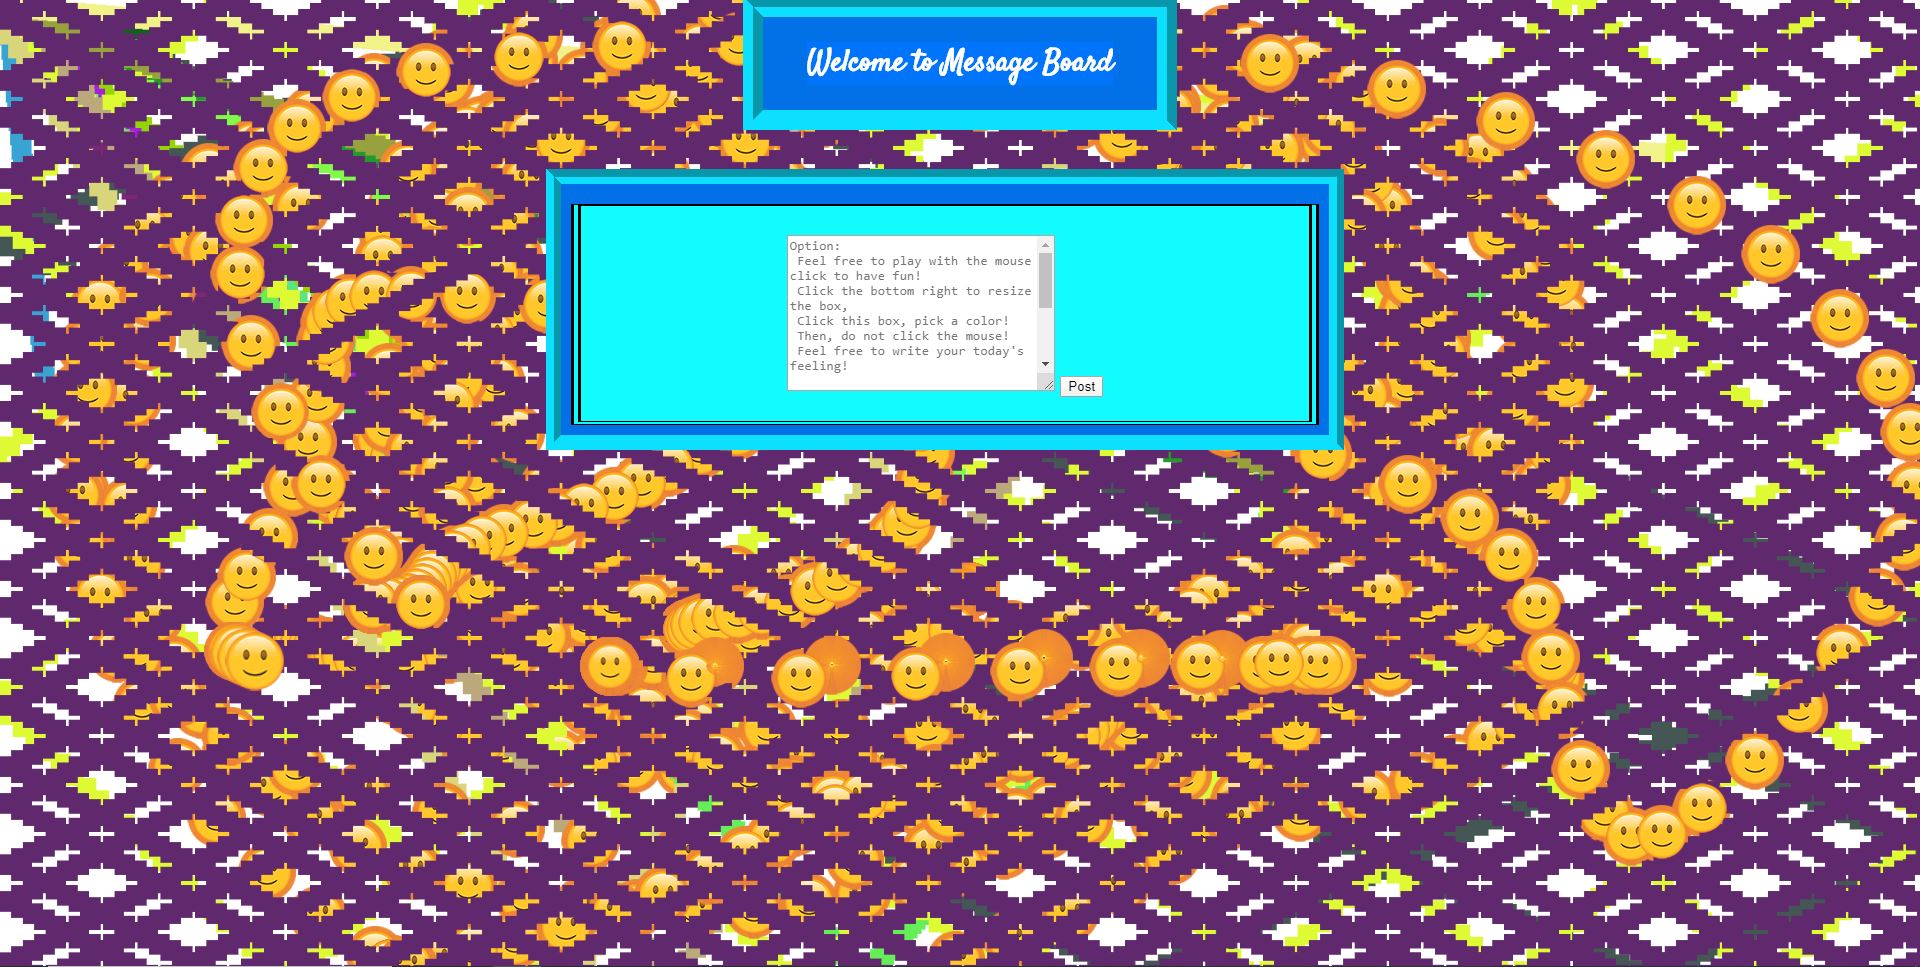 Welcome to Message Board
Option:
Feel free to play with the mouse
click to have fun!
Click the bottom right to resize
the box,
Click this box, pick a color!
Then, do not click the mouse!
Feel free to write your today's
feeling!
Post